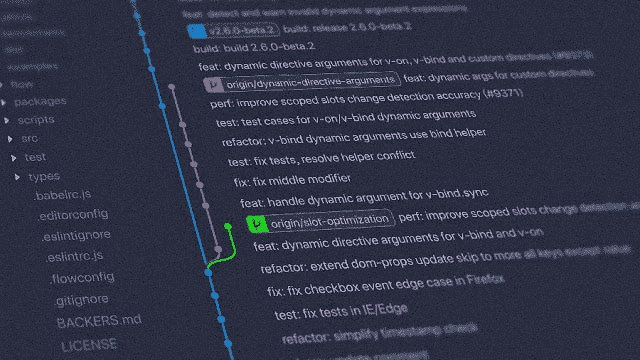 feat: detect and warn invalid dynamic argument expressions
v2.6.0-beta.2 build: release 2.6.0-beta.2
build: build 2.6.0-beta.2
feat: dynamic directive arguments for v-on, v-bind and custom directives (#9373)
origin/dynamic-directive-arguments feat: dynamic args for custom directives
perf: improve scoped slots change detection accuracy (#9371)
test: test cases for v-on/v-bind dynamic arguments
refactor: v-bind dynamic arguments use bind helper
test: fix tests, resolve helper conflict
fix: fix middle modifier
feat: handle dynamic argument for v-bind.sync
origin/slot-optimization perf: improve scoped slots change detection
feat: dynamic directive arguments for v-bind and v-on
refactor: extend dom-props update skip to more all keys except value
fix: fix checkbox event edge case in Firefox
test: fix tests in IE/Edge
refactor: simplify timestamp check
examples
flow
packages
scripts
src
test
types
.babelrc.js
.editorconfig
.eslintignore
.eslintrc.js
.flowconfig
.gitignore
BACKERS.md
LICENSE